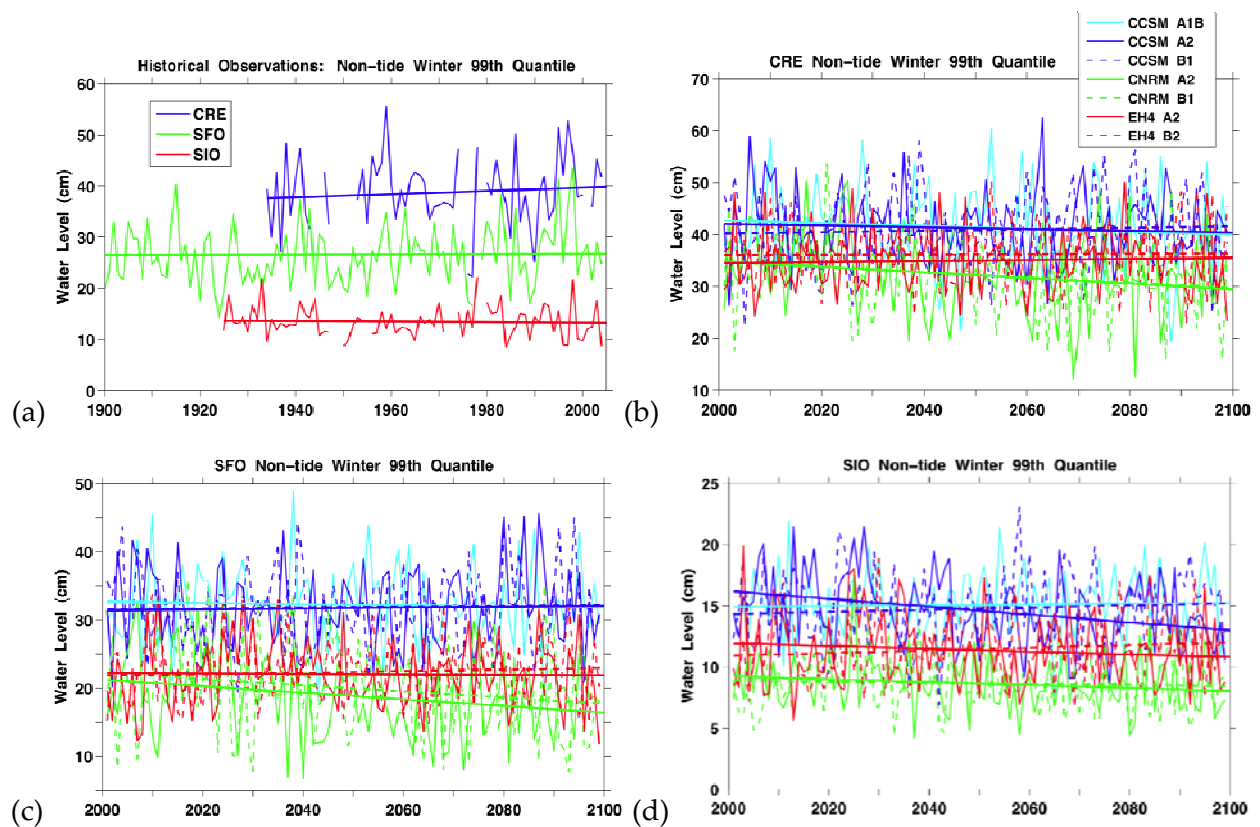 Historical Observations: Non-tide Winter 99th Quantile
60
50
40
30
20
10
0
Water Level (cm)
CRE
SFO
SIO
1900 1920 1940 1960 1980 2000
(a)
CCSM A1B
CCSM A2
CCSM B1
CNRM A2
CNRM B1
EH4 A2
EH4 B2
CRE Non-tide Winter 99th Quantile
70
60
50
40
30
20
10
Water Level (cm)
2000 2020 2040 2060 2080 2100
(b)
SFO Non-tide Winter 99th Quantile
50
40
30
20
10
Water Level (cm)
2000 2020 2040 2060 2080 2100
(c)
SIO Non-tide Winter 99th Quantile
25
20
15
10
5
0
Water Level (cm)
2000 2020 2040 2060 2080 2100
(d)